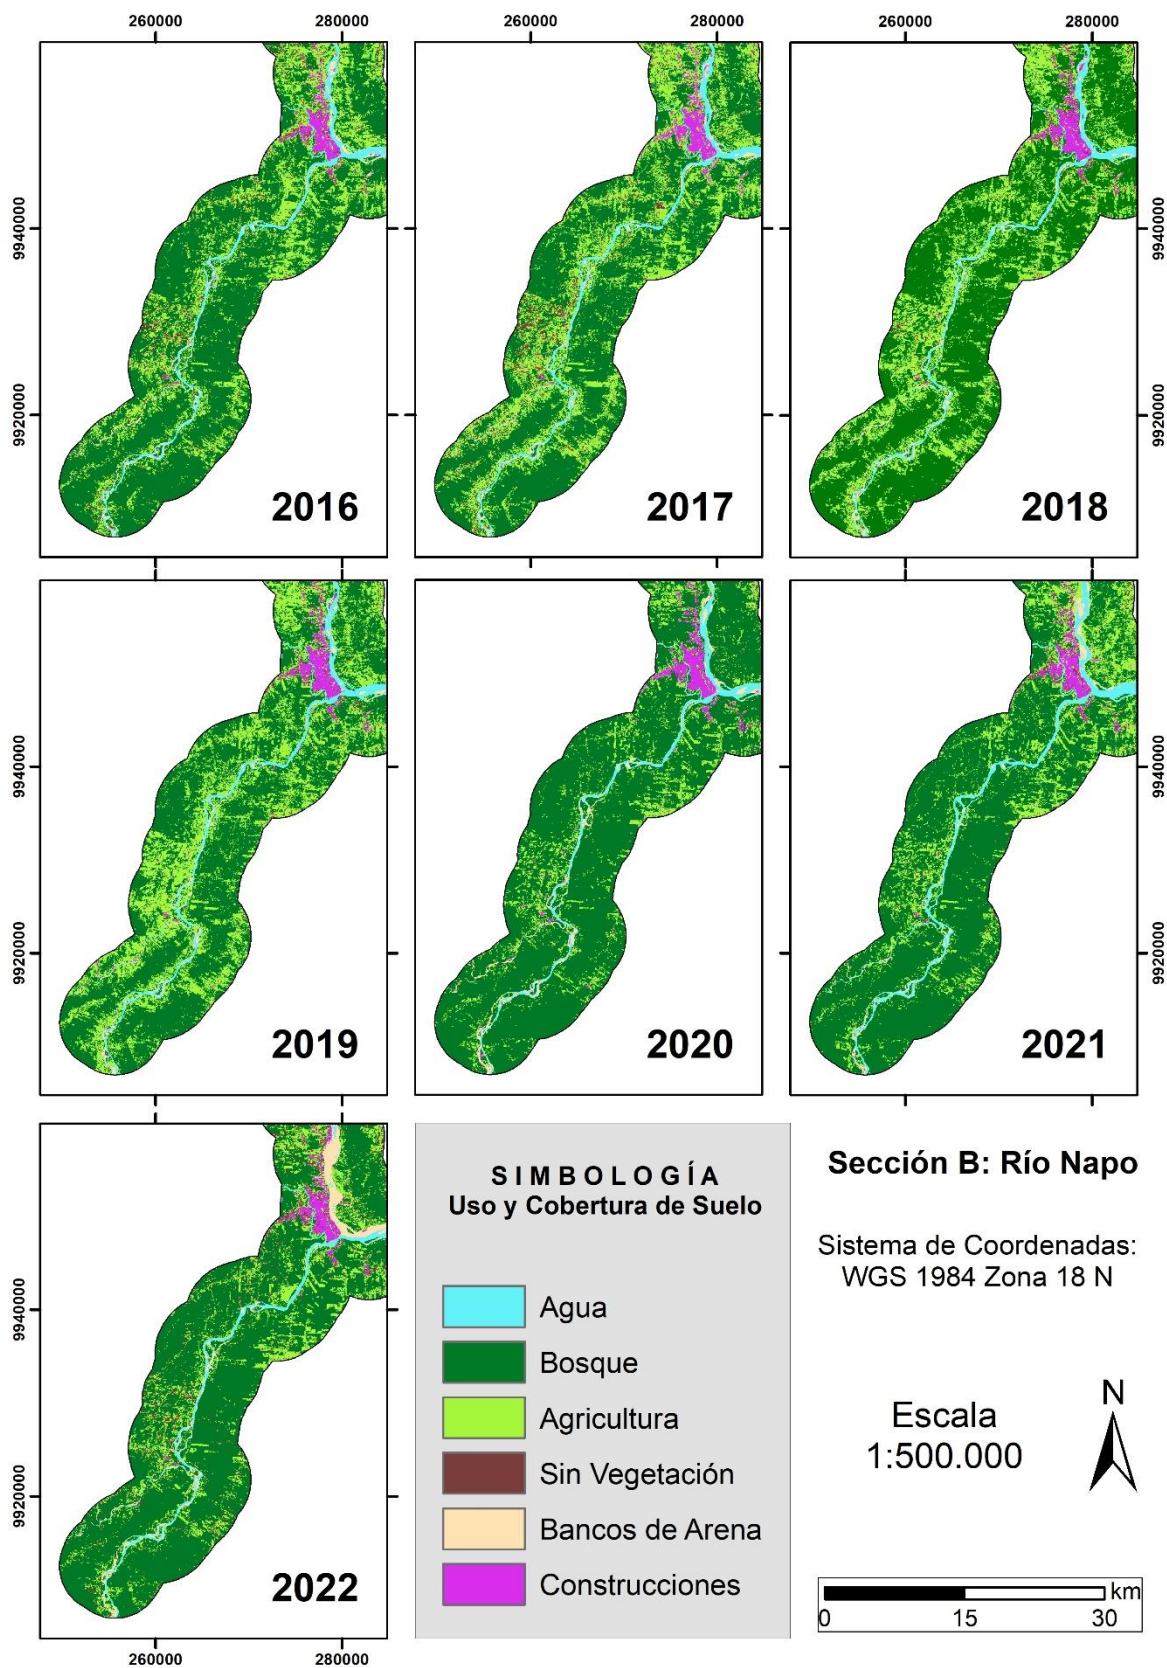 260000 280000 260000 280000 260000 280000
9940000 9940000
9920000 9920000
2016 2017 2018
9940000 9940000
9920000 9920000
2019 2020 2021
9940000
9920000
2022
260000 280000
SIMBOLOGÍA
Uso y Cobertura de Suelo
Agua
Bosque
Agricultura
Sin Vegetación
Bancos de Arena
Construcciones
Sección B: Río Napo
Sistema de Coordenadas:
WGS 1984 Zona 18 N
N
Escala
1:500.000
km
0 15 30